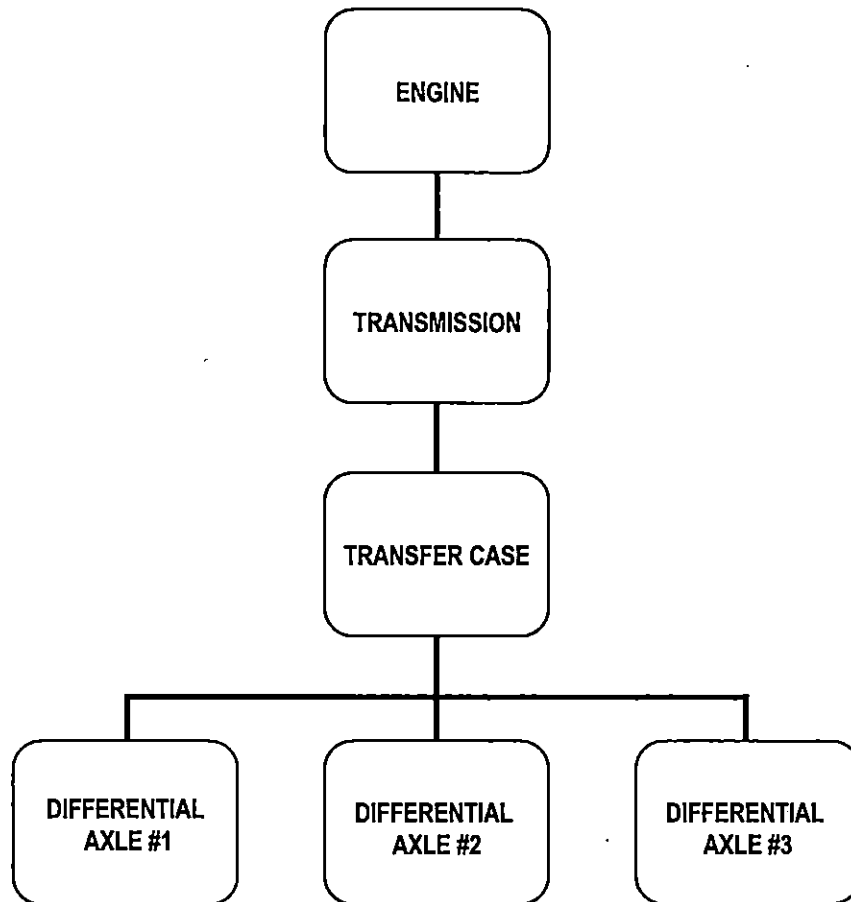 ENGINE
TRANSMISSION
TRANSFER CASE
DIFFERENTIAL
AXLE #1
DIFFERENTIAL
AXLE #2
DIFFERENTIAL
AXLE #3